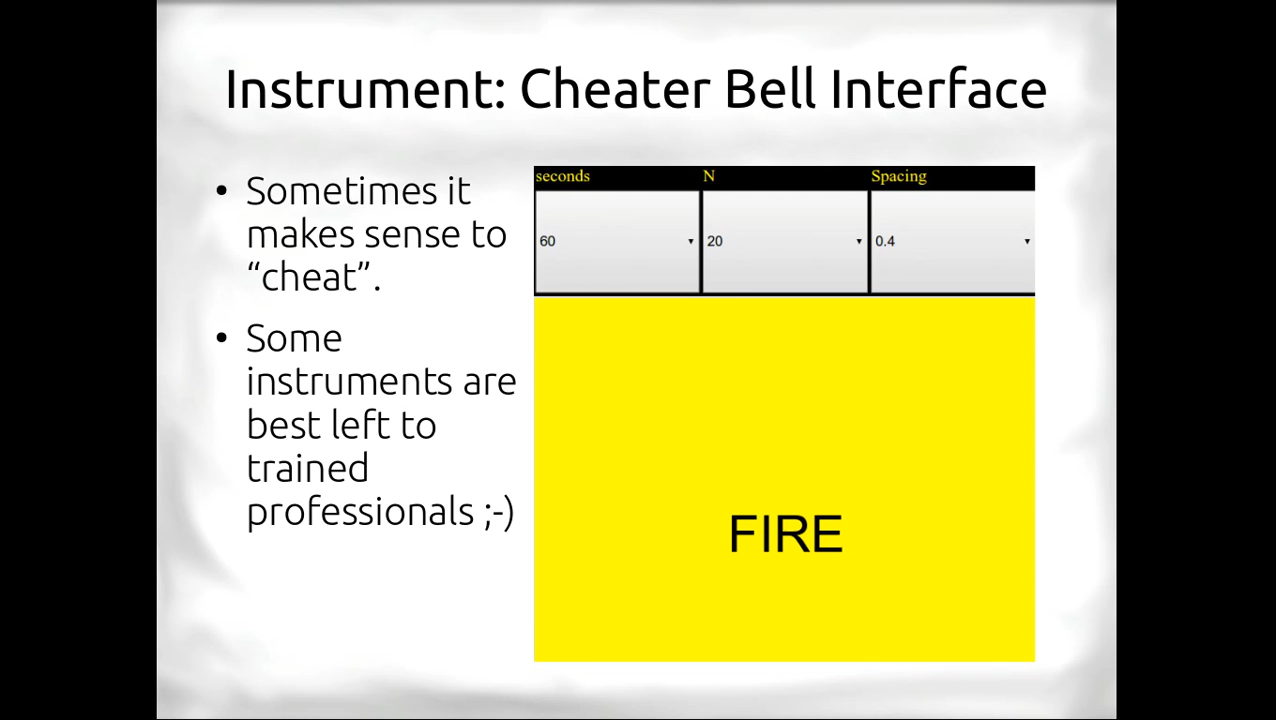 Instrument: Cheater Bell Interface
• Sometimes it
makes sense to
“cheat”.
• Some
instruments are
best left to
trained
professionals ;-)
seconds N Spacing
60 20 0.4
FIRE